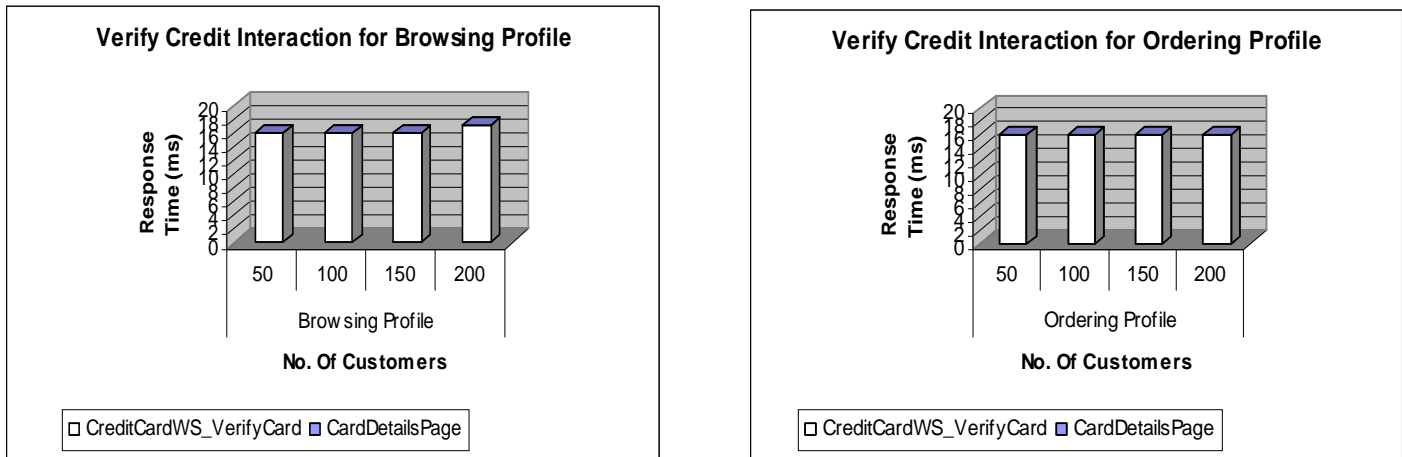 Verify Credit Interaction for Browsing Profile
20
18
16
14
12
10
8
6
4
2
0
Response
Time (ms)
50 100 150 200
Browsing Profile
No. Of Customers
CreditCardWS_VerifyCard CardDetailsPage
Verify Credit Interaction for Ordering Profile
20
18
16
14
12
10
8
6
4
2
0
Response
Time (ms)
50 100 150 200
Ordering Profile
No. Of Customers
CreditCardWS_VerifyCard CardDetailsPage